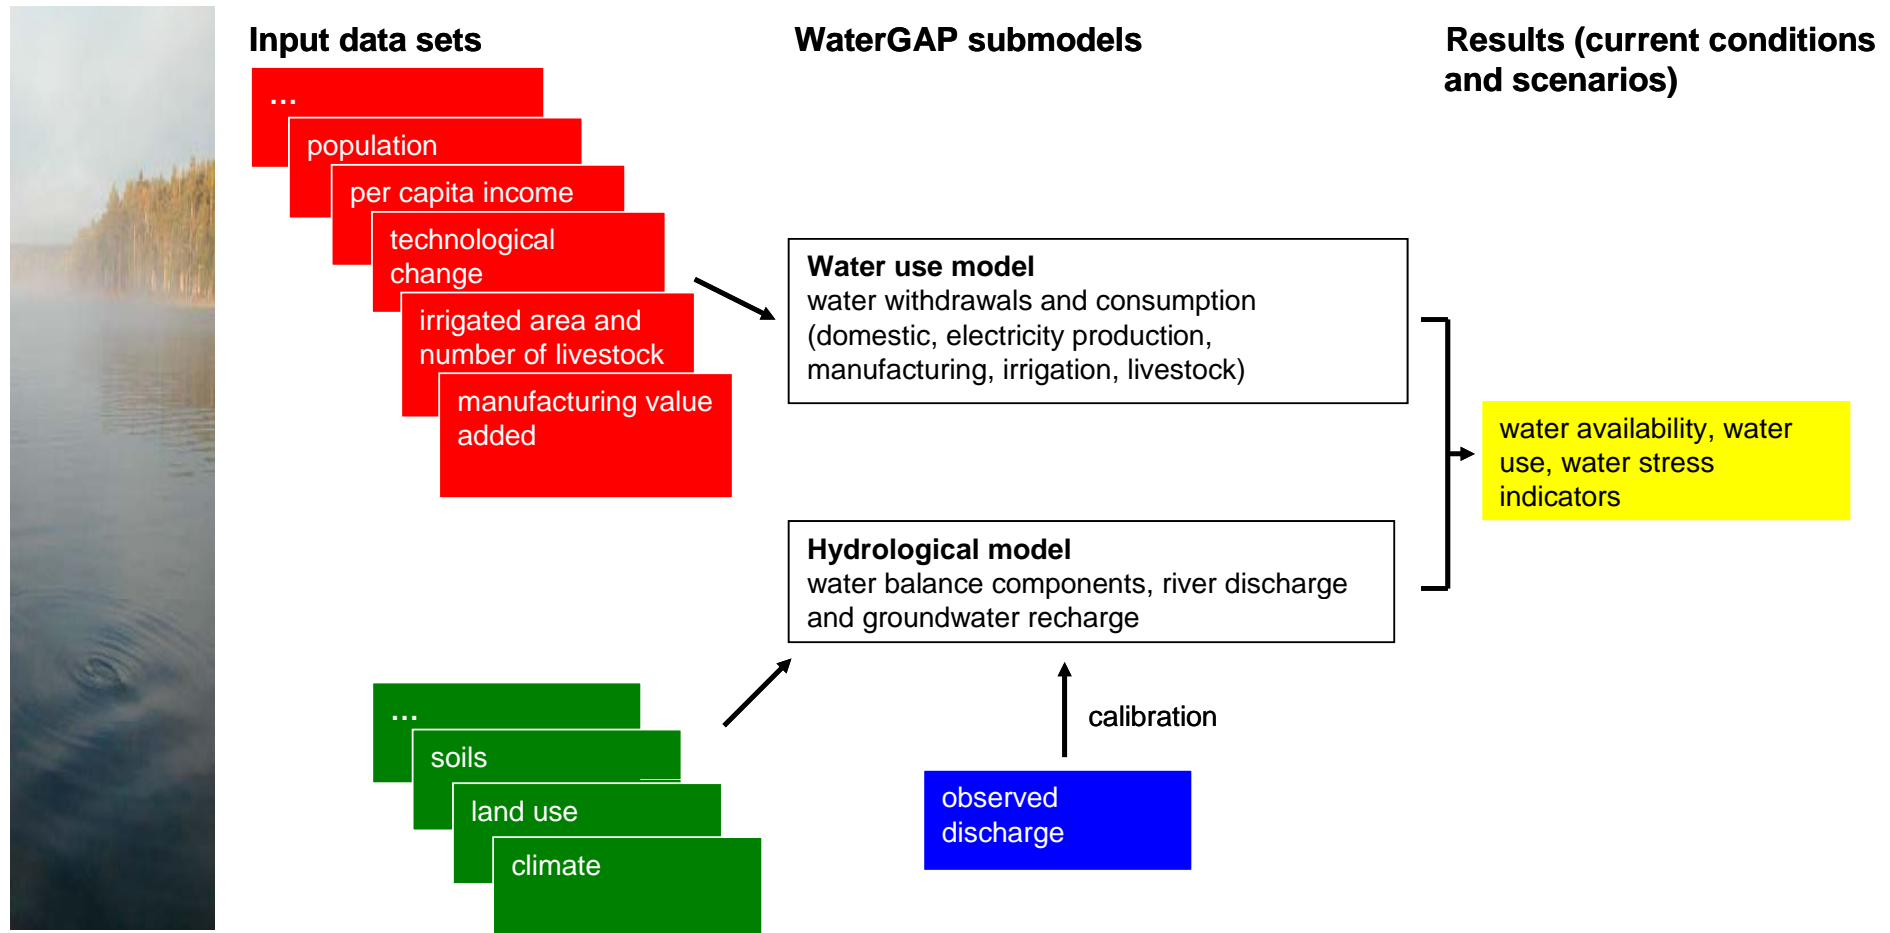 Input data sets
WaterGAP submodels
Results (current conditions
and scenarios)
...
population
per capita income
technological
change
irrigated area and
number of livestock
manufacturing value
added
Water use model
water withdrawals and consumption
(domestic, electricity production,
manufacturing, irrigation, livestock)
water availability, water
use, water stress
indicators
Hydrological model
water balance components, river discharge
and groundwater recharge
...
soils
land use
climate
calibration
observed
discharge